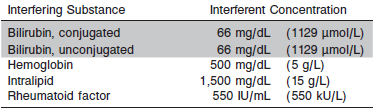 Interfering Substance Interferent Concentration
Bilirubin, conjugated 66 mg/dL (1129 μmol/L)
Bilirubin, unconjugated 66 mg/dL (1129 μmol/L)
Hemoglobin 500 mg/dL (5 g/L)
Intralipid 1,500 mg/dL (15 g/L)
Rheumatoid factor 550 IU/mL (550 kU/L)